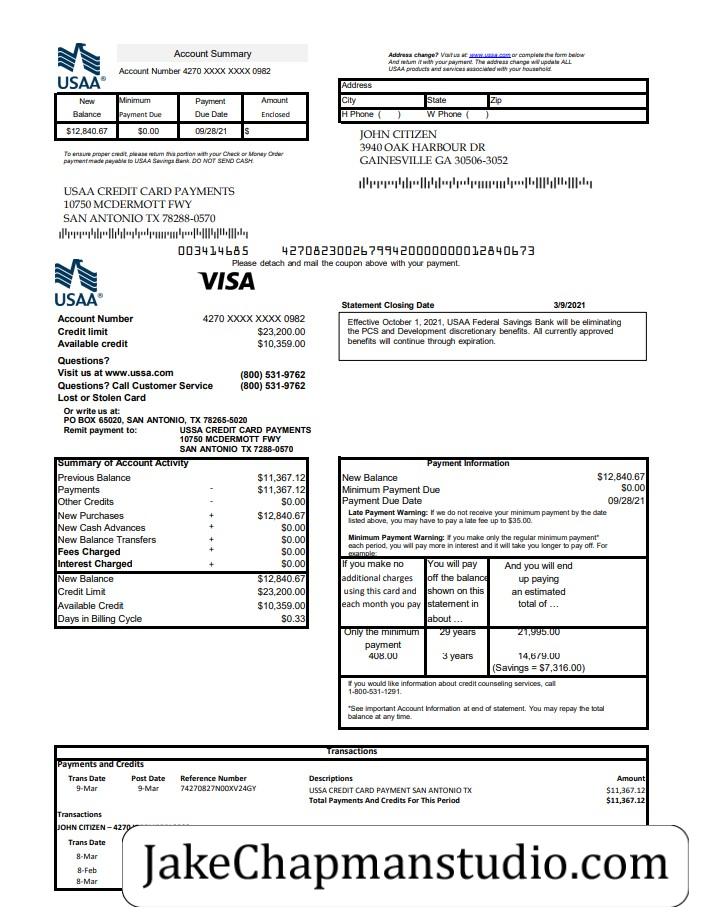 Account Summary
USAA®
Account Number 4270 XXXX XXXX 0982
Address change? Visit us at: www.ussa.com or complete the form below
And return it with your payment. The address change will update ALL
USAA products and services associated with your household.
New Balance Minimum Payment Due Payment Due Date Amount Enclosed
$12,840.67 $0.00 09/28/21 $
Address
City State Zip
H Phone ( ) W Phone ( )
To ensure proper credit, please return this portion with your Check or Money Order
payment made payable to USAA Savings Bank. DO NOT SEND CASH.
JOHN CITIZEN
3940 OAK HARBOUR DR
GAINESVILLE GA 30506-3052
USAA CREDIT CARD PAYMENTS
10750 MCDERMOTT FWY
SAN ANTONIO TX 78288-0570
003414685 42708230026799420000000012840673
Please detach and mail the coupon above with your payment.
USAA®
VISA
Account Number 4270 XXXX XXXX 0982
Credit limit $23,200.00
Available credit $10,359.00
Statement Closing Date 3/9/2021
Effective October 1, 2021, USAA Federal Savings Bank will be eliminating
the PCS and Development discretionary benefits. All currently approved
benefits will continue through expiration.
Questions?
Visit us at www.ussa.com (800) 531-9762
Questions? Call Customer Service (800) 531-9762
Lost or Stolen Card
Or write us at:
PO BOX 65020, SAN ANTONIO, TX 78265-5020
Remit payment to: USSA CREDIT CARD PAYMENTS
10750 MCDERMOTT FWY
SAN ANTONIO TX 7288-0570
Summary of Account Activity
Previous Balance $11,367.12
Payments - $11,367.12
Other Credits - $0.00
New Purchases + $12,840.67
New Cash Advances + $0.00
New Balance Transfers + $0.00
Fees Charged + $0.00
Interest Charged + $0.00
New Balance $12,840.67
Credit Limit $23,200.00
Available Credit $10,359.00
Days in Billing Cycle $0.33
Payment Information
New Balance $12,840.67
Minimum Payment Due $0.00
Payment Due Date 09/28/21
Late Payment Warning: If we do not receive your minimum payment by the date
listed above, you may have to pay a late fee up to $35.00.
Minimum Payment Warning: If you make only the regular minimum payment*
each period, you will pay more in interest and it will take you longer to pay off. For
example:
If you make no additional charges using this card and each month you pay
You will pay off the balance shown on this statement in about …
And you will end up paying an estimated total of …
Only the minimum payment 29 years 21,995.00
408.00 3 years 14,679.00
(Savings = $7,316.00)
If you would like information about credit counseling services, call
1-800-531-1291.
*See important Account Information at end of statement. You may repay the total
balance at any time.
Transactions
Payments and Credits
Trans Date Post Date Reference Number Descriptions Amount
9-Mar 9-Mar 74270827N00XV24GY USSA CREDIT CARD PAYMENT SAN ANTONIO TX $11,367.12
Total Payments And Credits For This Period $11,367.12
Transactions
JOHN CITIZEN – 4270
Trans Date
8-Mar
8-Feb
8-Mar
JakeChapmanstudio.com